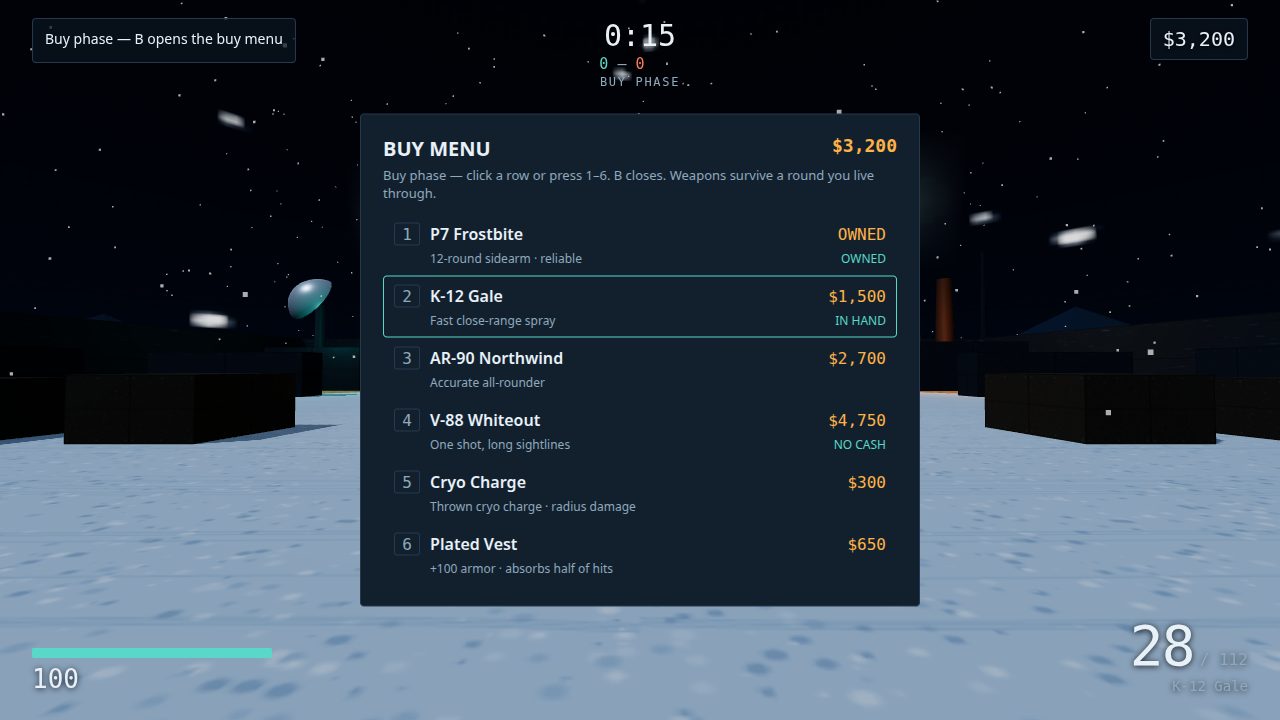 Buy phase — B opens the buy menu
0:15
0 — 0
BUY PHASE
$3,200
BUY MENU
$3,200
Buy phase — click a row or press 1–6. B closes. Weapons survive a round you live
through.
1 P7 Frostbite OWNED
12-round sidearm · reliable OWNED
2 K-12 Gale $1,500
Fast close-range spray IN HAND
3 AR-90 Northwind $2,700
Accurate all-rounder
4 V-88 Whiteout $4,750
One shot, long sightlines NO CASH
5 Cryo Charge $300
Thrown cryo charge · radius damage
6 Plated Vest $650
+100 armor · absorbs half of hits
100
28 / 112
K-12 Gale